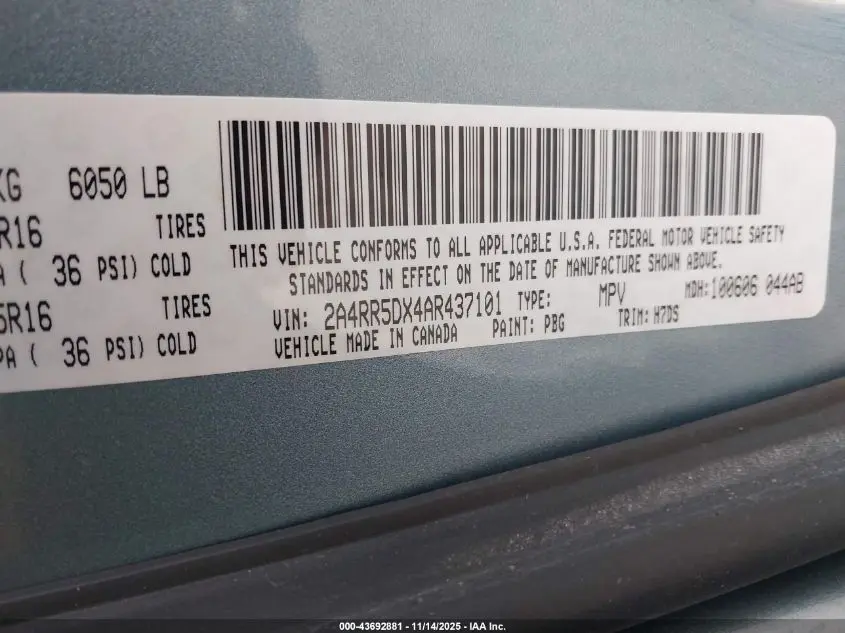 KG 6050 LB
R16 TIRES
A ( 36 PSI) COLD
5R16 TIRES
PA ( 36 PSI) COLD
THIS VEHICLE CONFORMS TO ALL APPLICABLE U.S.A. FEDERAL MOTOR VEHICLE SAFETY
STANDARDS IN EFFECT ON THE DATE OF MANUFACTURE SHOWN ABOVE.
VIN: 2A4RR5DX4AR437101 TYPE: MPV MDH:100606 044AB
VEHICLE MADE IN CANADA PAINT: PBG TRIM: H7DS
000-43692881 - 11/14/2025 - IAA Inc.